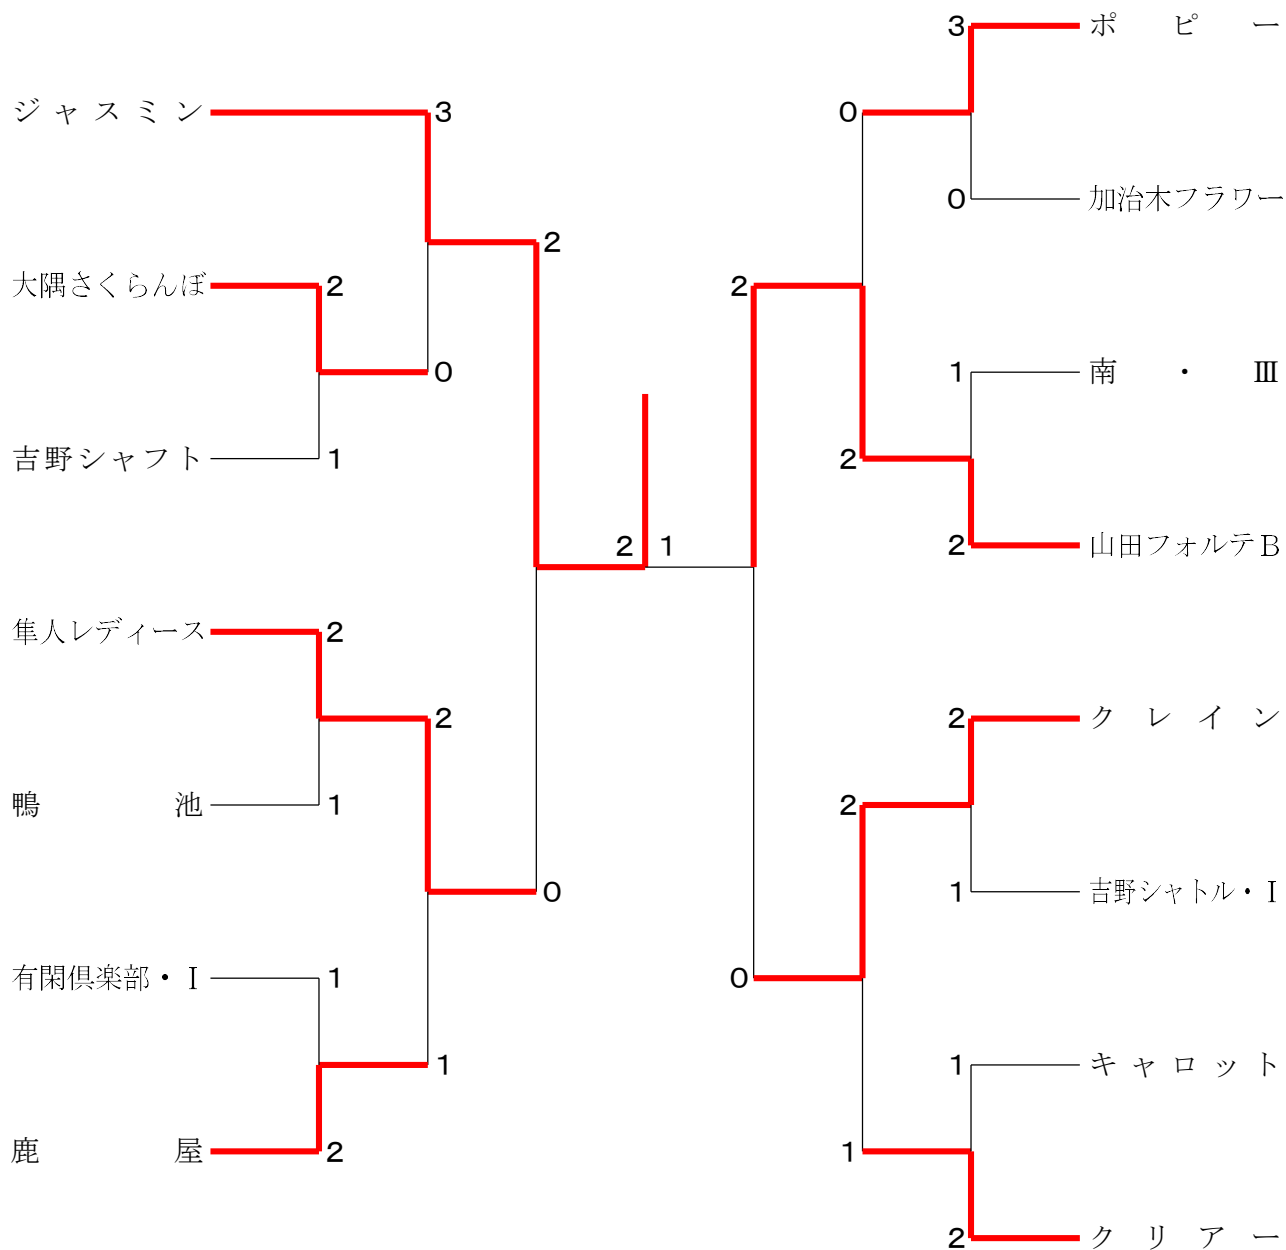 ポピー
3
ジャスミン
3
0
0
加治木フラワー
2
大隅さくらんぼ
2
2
0
1
南・Ⅲ
吉野シャフト
1
2
2
1
2
山田フォルテB
隼人レディース
2
2
2
クレイン
鴨池
1
2
0
1
吉野シャトル・Ⅰ
有閑倶楽部・Ⅰ
1
0
1
1
キャロット
鹿屋
2
1
2
クリアー